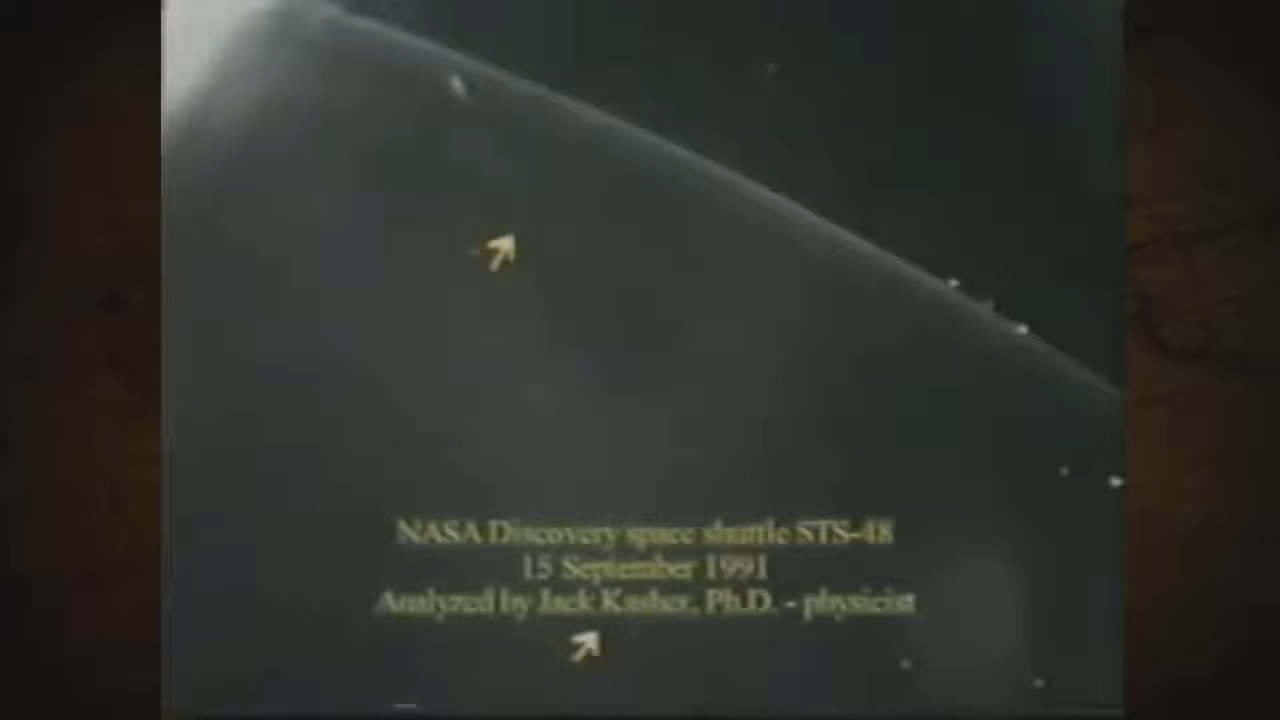 NASA Discovery space shuttle STS-48
15 September 1991
Analyzed by Jack Kasher, Ph.D. - physicist